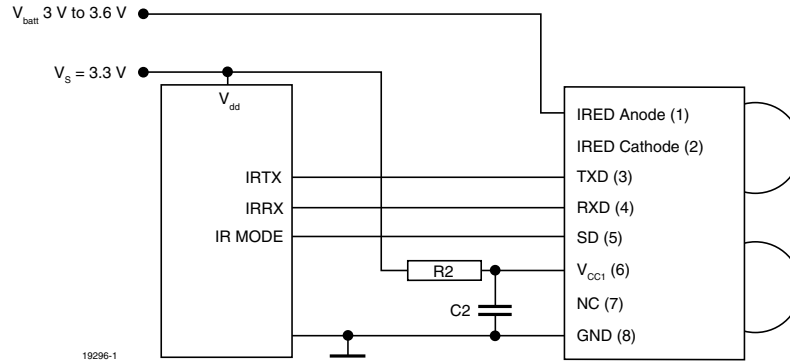 V_batt 3 V to 3.6 V
V_S = 3.3 V
V_dd
IRTX
IRRX
IR MODE
R2
C2
IRED Anode (1)
IRED Cathode (2)
TXD (3)
RXD (4)
SD (5)
V_CC1 (6)
NC (7)
GND (8)
19296-1